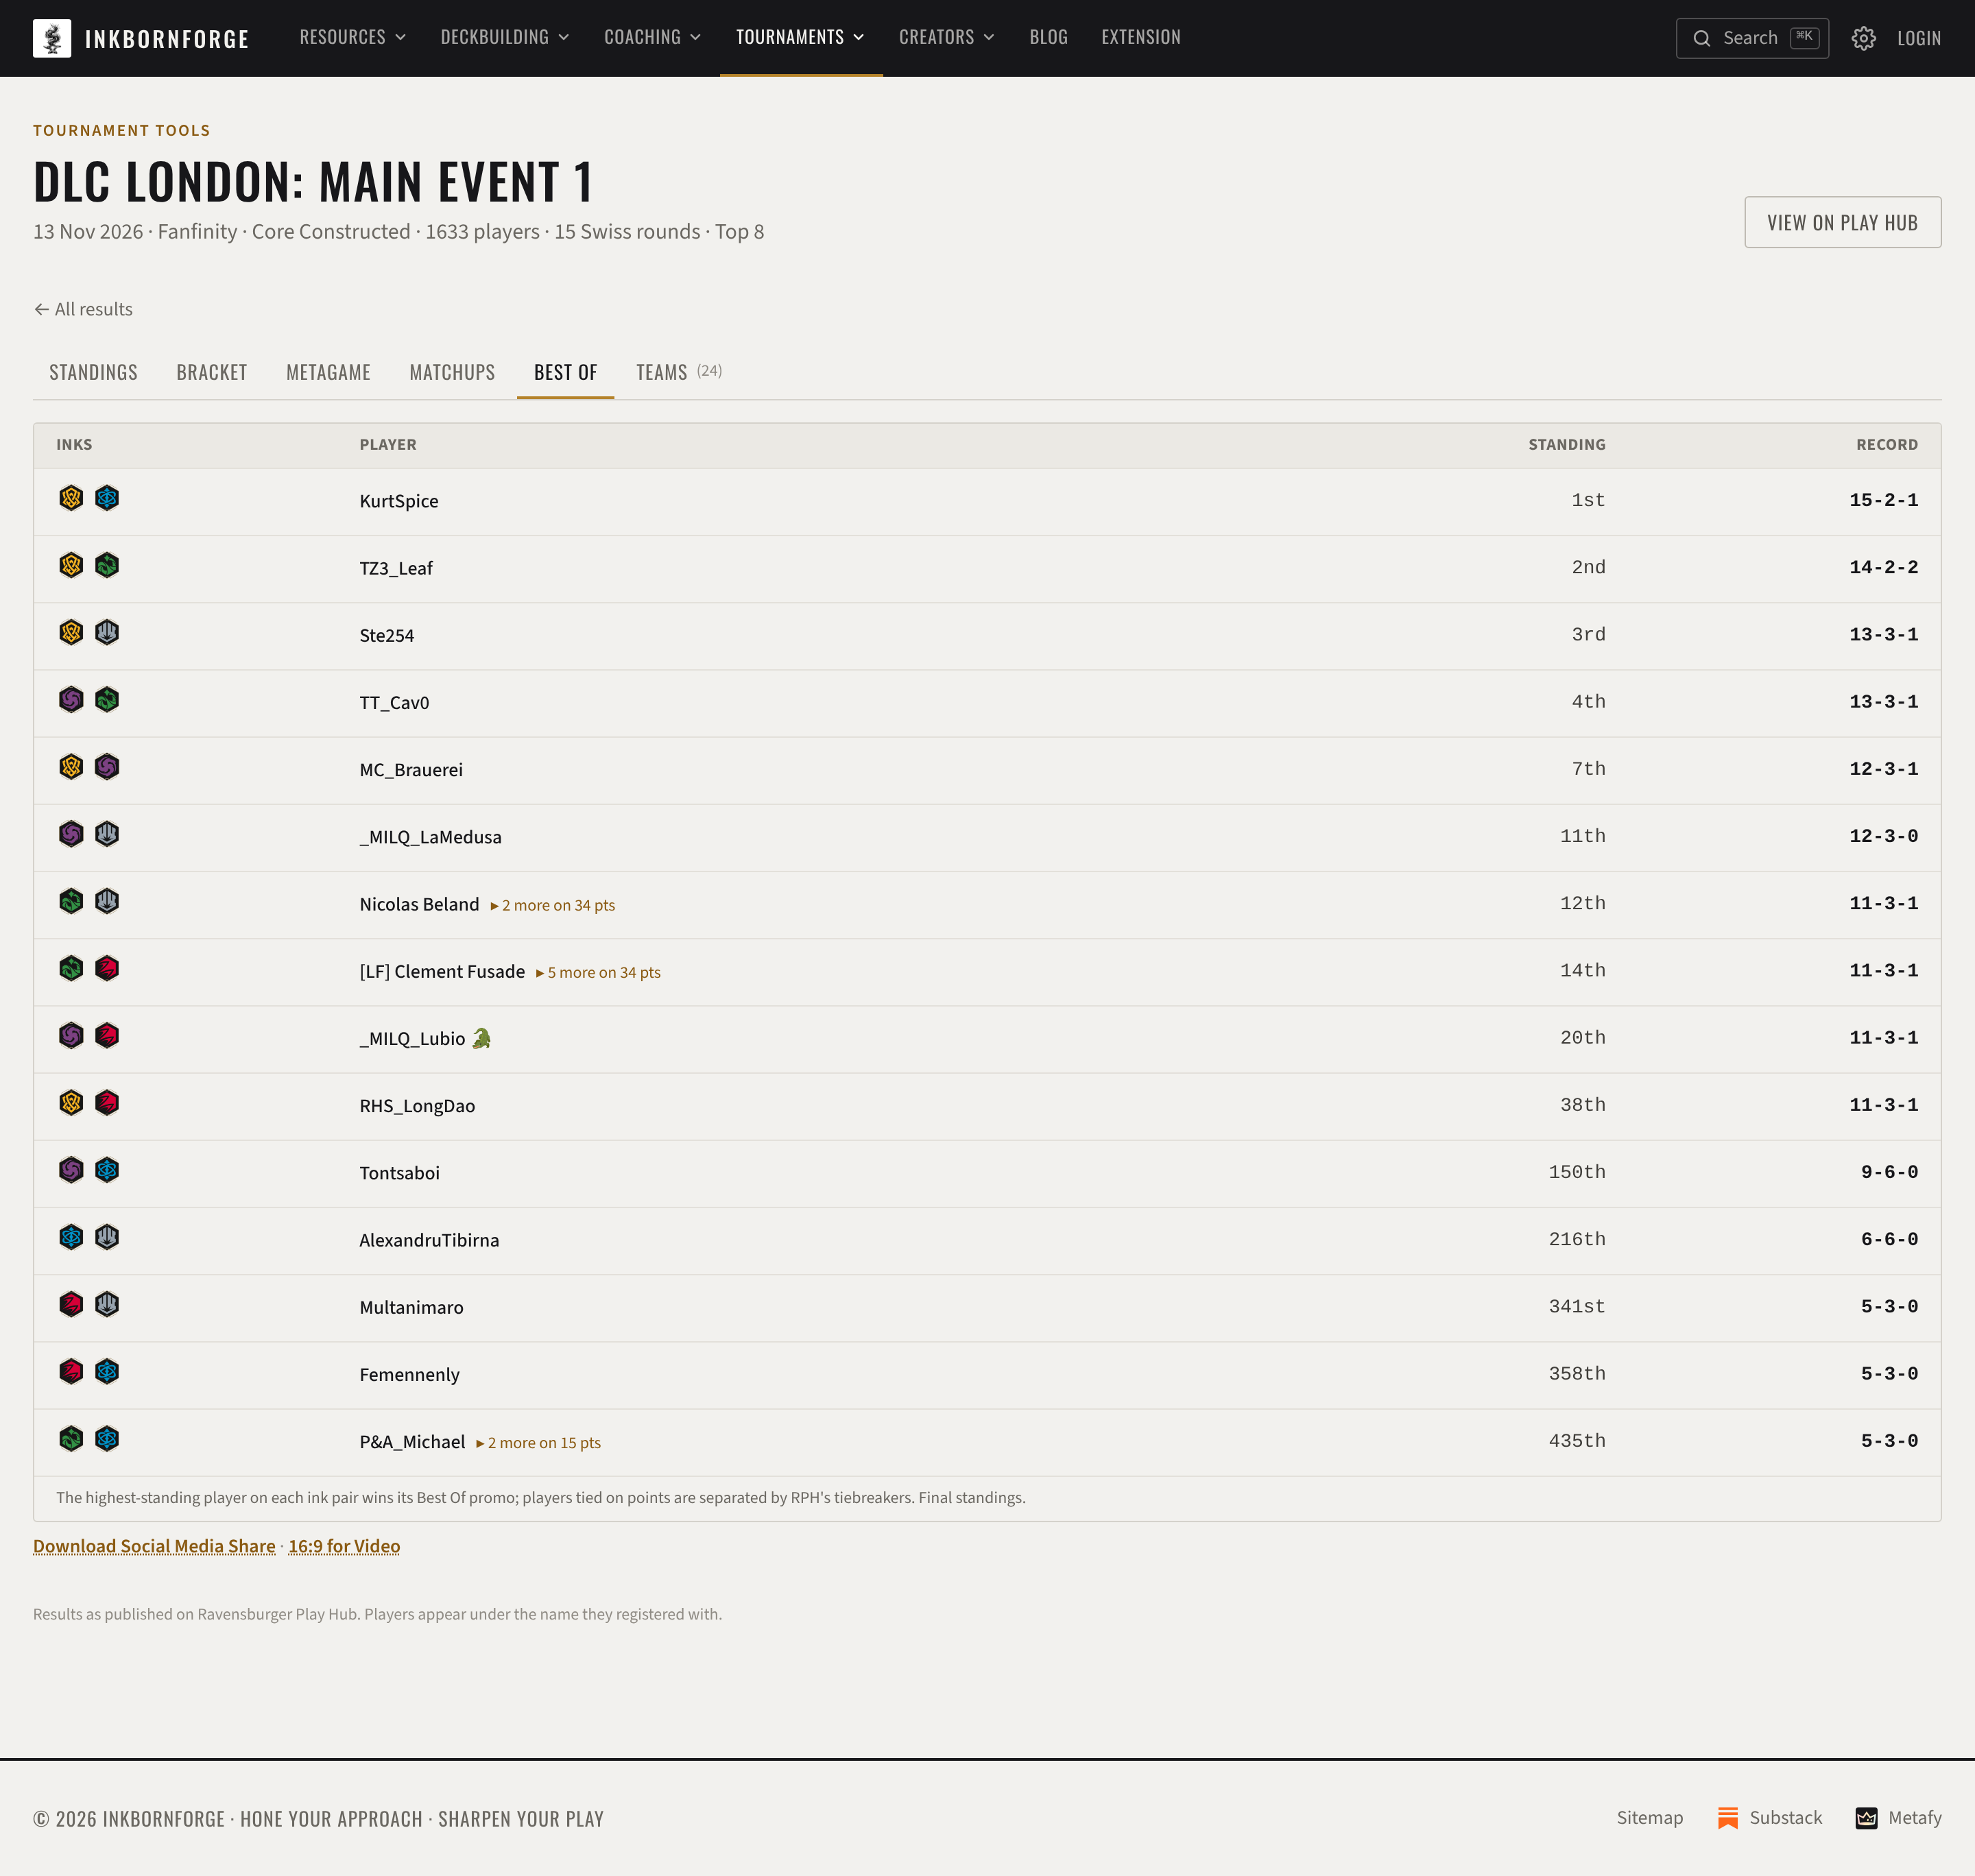 INKBORNFORGE RESOURCES DECKBUILDING COACHING TOURNAMENTS CREATORS BLOG EXTENSION Search ⌘K LOGIN
TOURNAMENT TOOLS
DLC LONDON: MAIN EVENT 1
13 Nov 2026 · Fanfinity · Core Constructed · 1633 players · 15 Swiss rounds · Top 8
VIEW ON PLAY HUB
← All results
STANDINGS BRACKET METAGAME MATCHUPS BEST OF TEAMS (24)
INKS PLAYER STANDING RECORD
KurtSpice 1st 15-2-1
TZ3_Leaf 2nd 14-2-2
Ste254 3rd 13-3-1
TT_Cav0 4th 13-3-1
MC_Brauerei 7th 12-3-1
_MILQ_LaMedusa 11th 12-3-0
Nicolas Beland ▸ 2 more on 34 pts 12th 11-3-1
[LF] Clement Fusade ▸ 5 more on 34 pts 14th 11-3-1
_MILQ_Lubio 🐊 20th 11-3-1
RHS_LongDao 38th 11-3-1
Tontsaboi 150th 9-6-0
AlexandruTibirna 216th 6-6-0
Multanimaro 341st 5-3-0
Femennenly 358th 5-3-0
P&A_Michael ▸ 2 more on 15 pts 435th 5-3-0
The highest-standing player on each ink pair wins its Best Of promo; players tied on points are separated by RPH's tiebreakers. Final standings.
Download Social Media Share · 16:9 for Video
Results as published on Ravensburger Play Hub. Players appear under the name they registered with.
© 2026 INKBORNFORGE · HONE YOUR APPROACH · SHARPEN YOUR PLAY Sitemap Substack Metafy